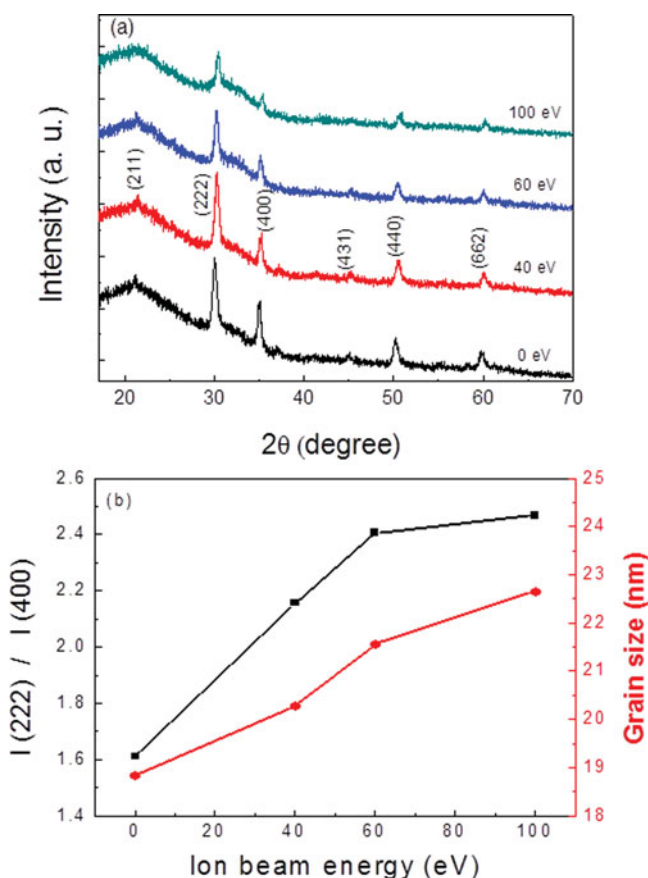 (a)
Intensity (a. u.)
100 eV
60 eV
40 eV
0 eV
(211)
(222)
(400)
(431)
(440)
(662)
20 30 40 50 60 70
2θ (degree)
(b)
I (222) / I (400)
2.6
2.4
2.2
2.0
1.8
1.6
1.4
Grain size (nm)
25
24
23
22
21
20
19
18
0 20 40 60 80 100
Ion beam energy (eV)